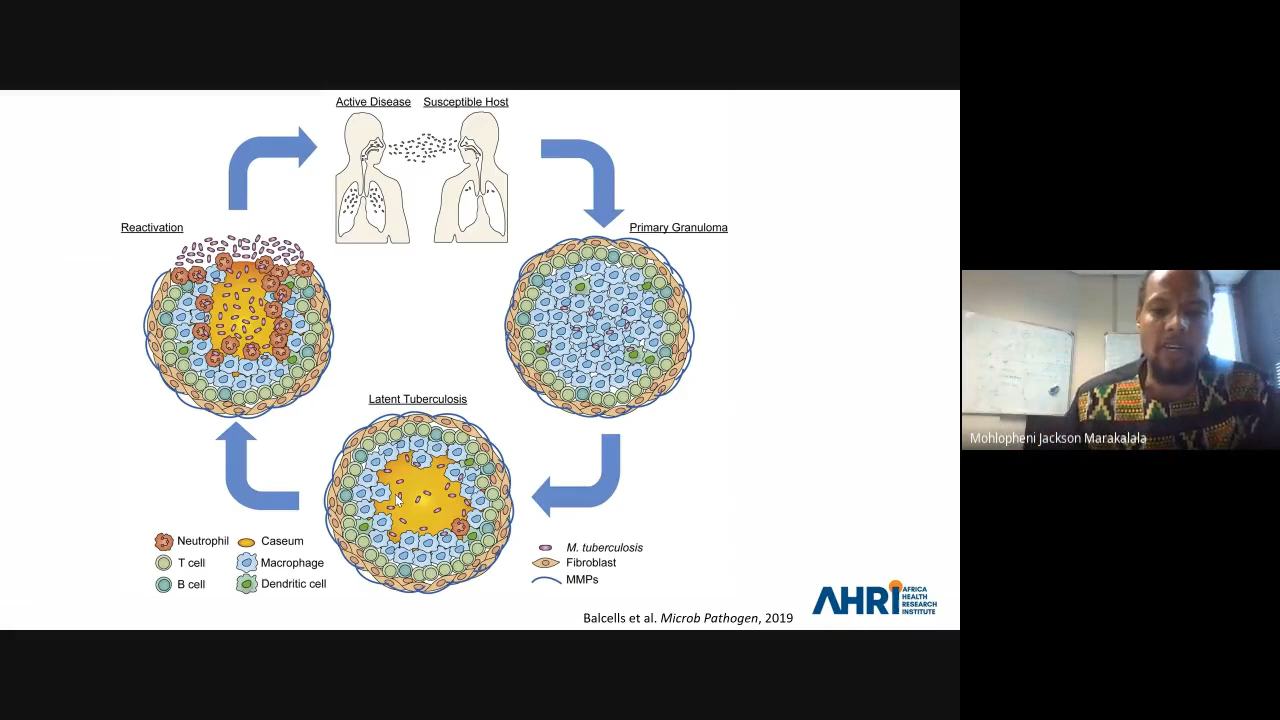 Active Disease
Susceptible Host
Reactivation
Primary Granuloma
Latent Tuberculosis
Neutrophil
Caseum
T cell
Macrophage
B cell
Dendritic cell
M. tuberculosis
Fibroblast
MMPs
Balcells et al. Microb Pathogen, 2019
AHRI
AFRICA
HEALTH
RESEARCH
INSTITUTE
Mohlopheni Jackson Marakalala